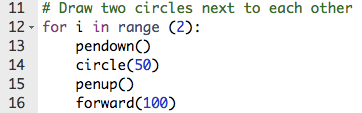 11 # Draw two circles next to each other
12 for i in range (2):
13     pendown()
14     circle(50)
15     penup()
16     forward(100)